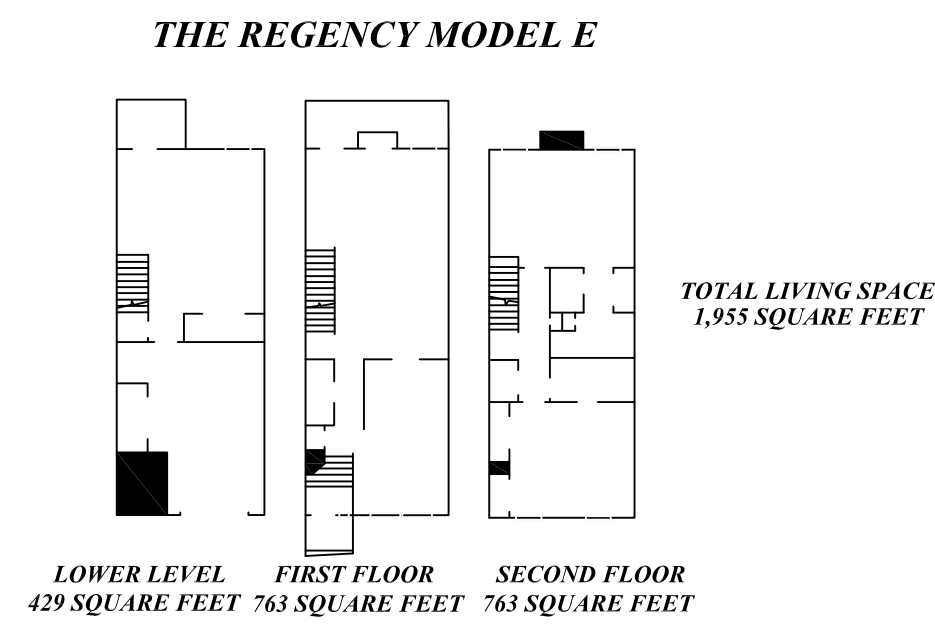 THE REGENCY MODEL E
TOTAL LIVING SPACE
1,955 SQUARE FEET
LOWER LEVEL
429 SQUARE FEET
FIRST FLOOR
763 SQUARE FEET
SECOND FLOOR
763 SQUARE FEET